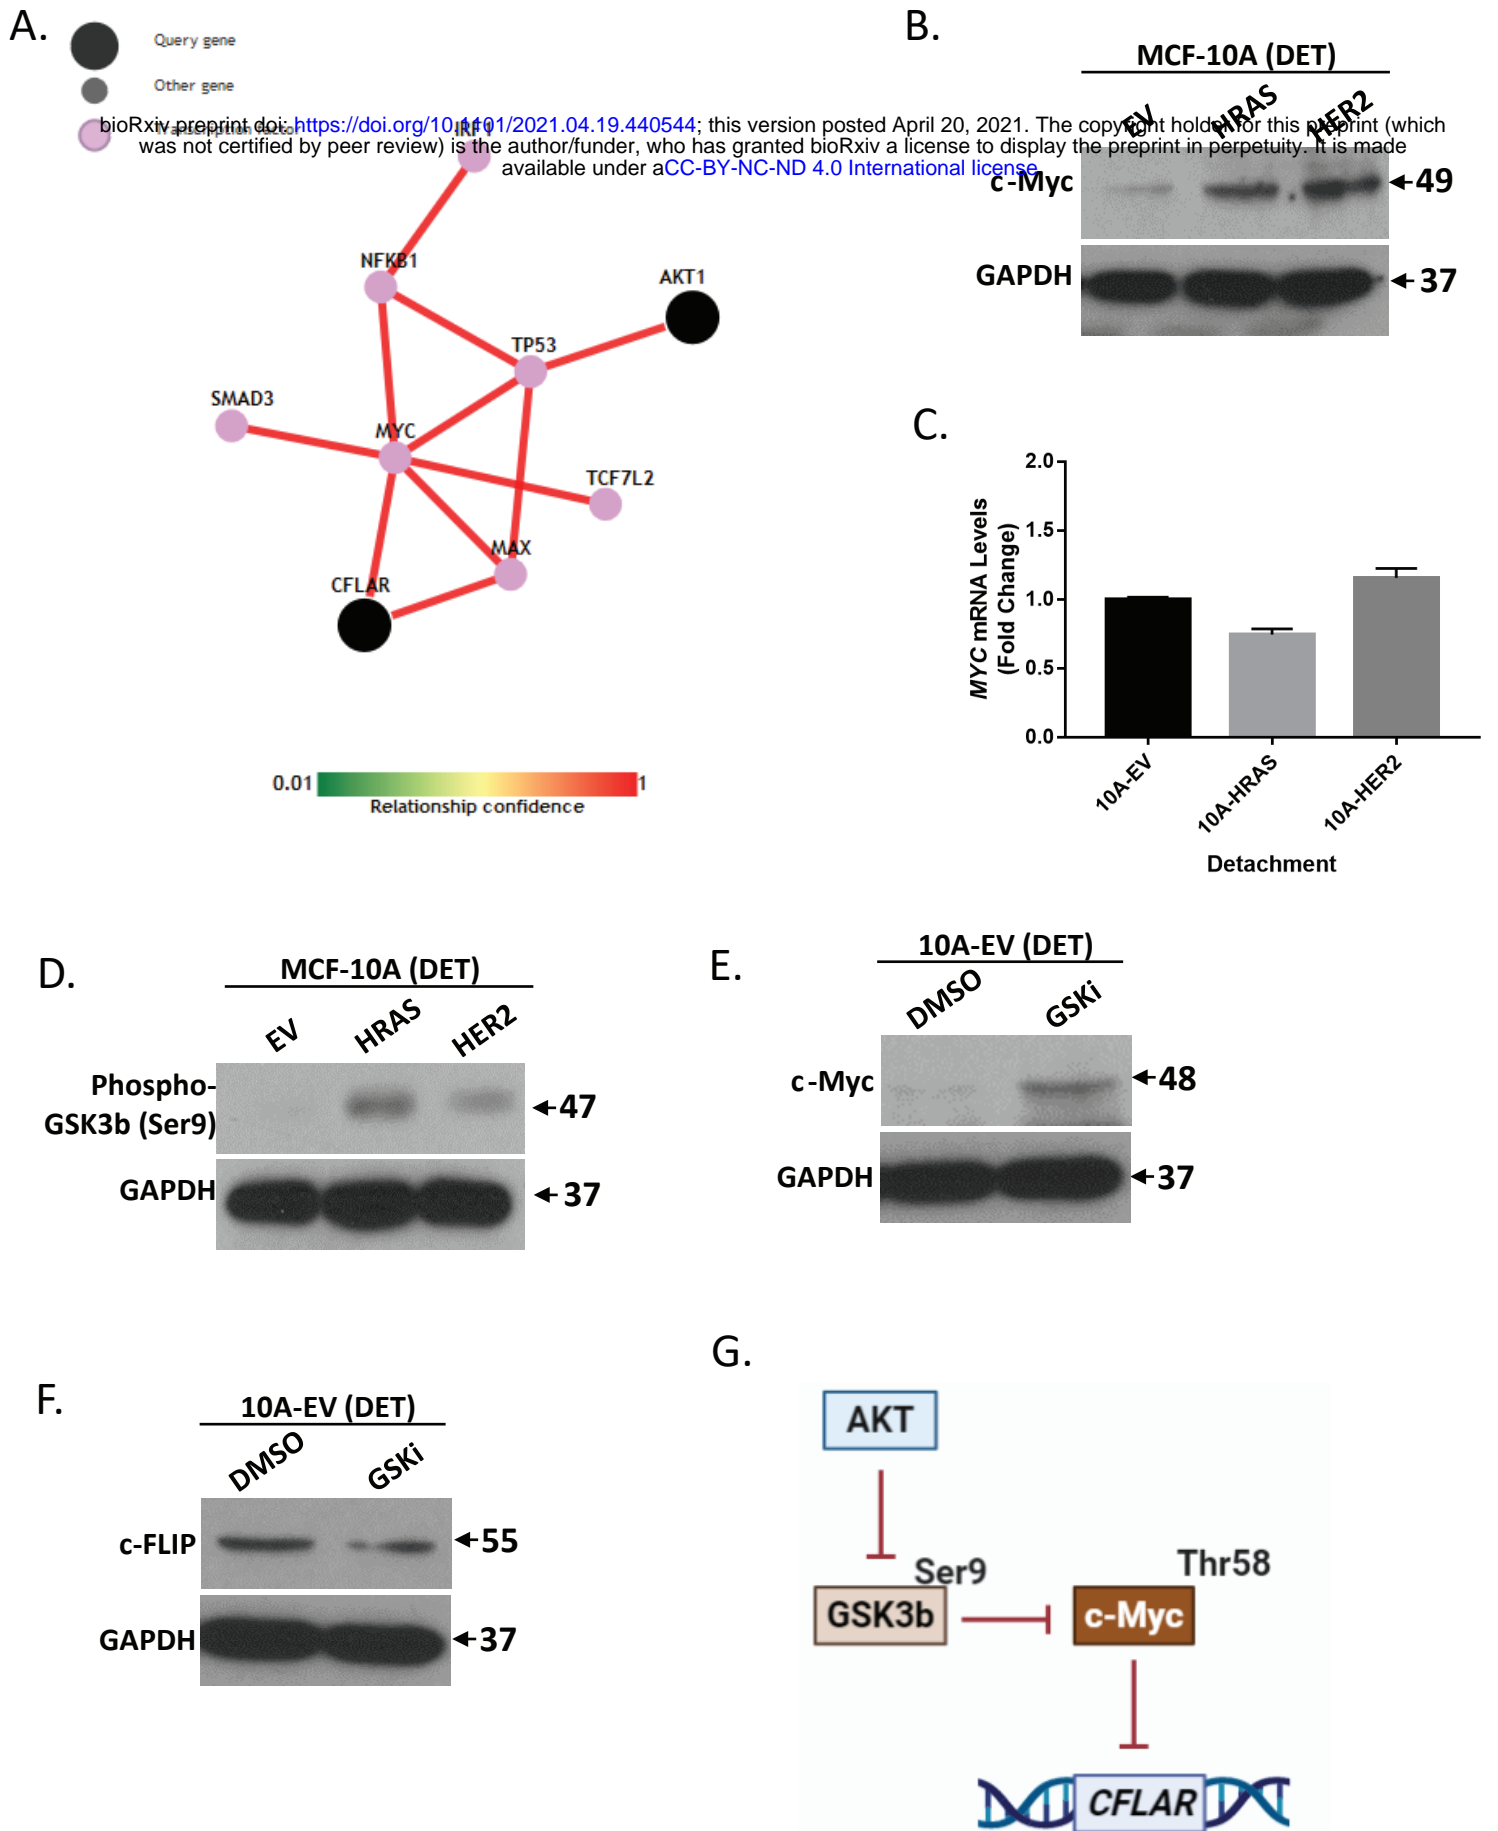 A.
Query gene
Other gene
Transcription factor
bioRxiv preprint doi: https://doi.org/10.1101/2021.04.19.440544; this version posted April 20, 2021. The copyright holder for this preprint (which
was not certified by peer review) is the author/funder, who has granted bioRxiv a license to display the preprint in perpetuity. It is made
available under aCC-BY-NC-ND 4.0 International license.
IRF1
NFKB1
AKT1
TP53
SMAD3
MYC
TCF7L2
MAX
CFLAR
0.01
1
Relationship confidence
B.
MCF-10A (DET)
EV HRAS HER2
c-Myc 49
GAPDH 37
C.
MYC mRNA Levels
(Fold Change)
2.0
1.5
1.0
0.5
0.0
10A-EV 10A-HRAS 10A-HER2
Detachment
D.
MCF-10A (DET)
EV HRAS HER2
Phospho-
GSK3b (Ser9)
47
GAPDH 37
E.
10A-EV (DET)
DMSO GSKi
c-Myc 48
GAPDH 37
F.
10A-EV (DET)
DMSO GSKi
c-FLIP 55
GAPDH 37
G.
AKT
Ser9
Thr58
GSK3b
c-Myc
CFLAR